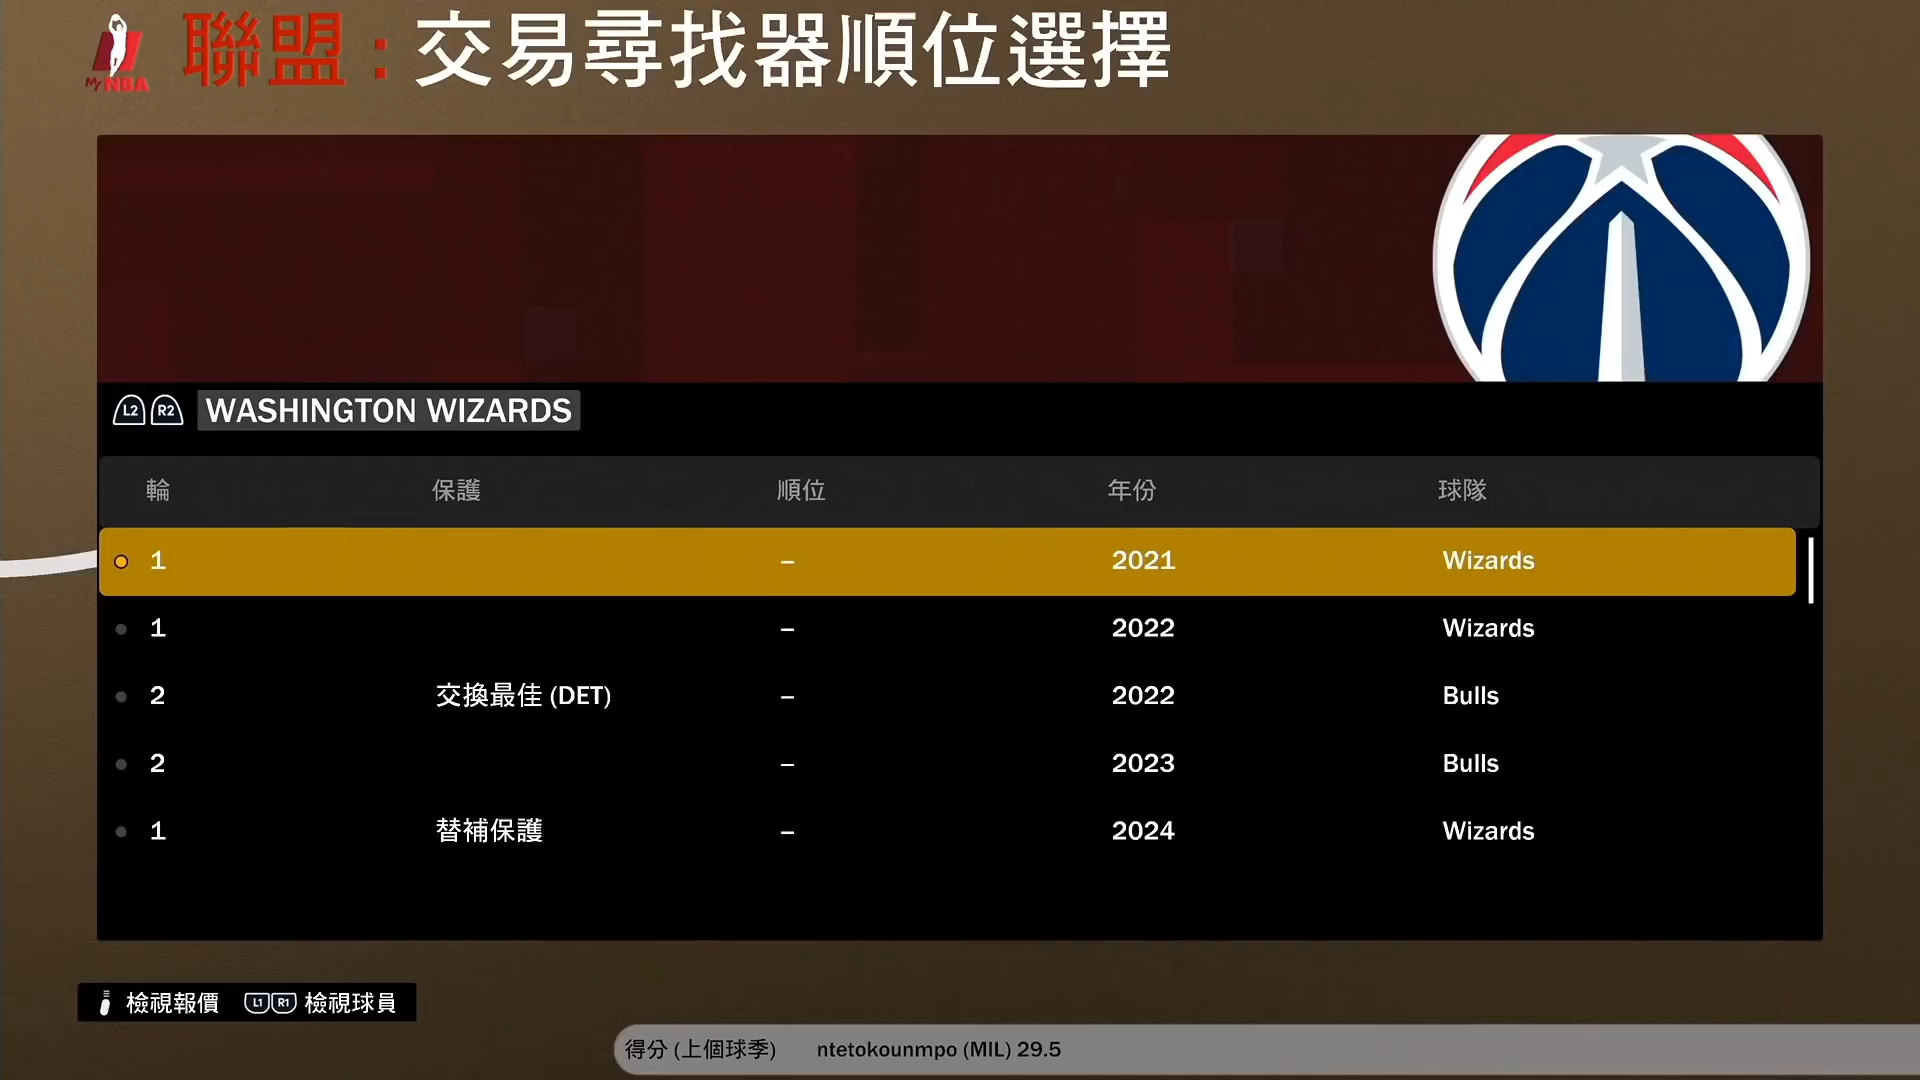 My NBA
聯盟：交易尋找器順位選擇
L2 R2 WASHINGTON WIZARDS
輪 保護 順位 年份 球隊
1 – 2021 Wizards
1 – 2022 Wizards
2 交換最佳 (DET) – 2022 Bulls
2 – 2023 Bulls
1 替補保護 – 2024 Wizards
檢視報價 L1 R1 檢視球員
得分 (上個球季) ntetokounmpo (MIL) 29.5